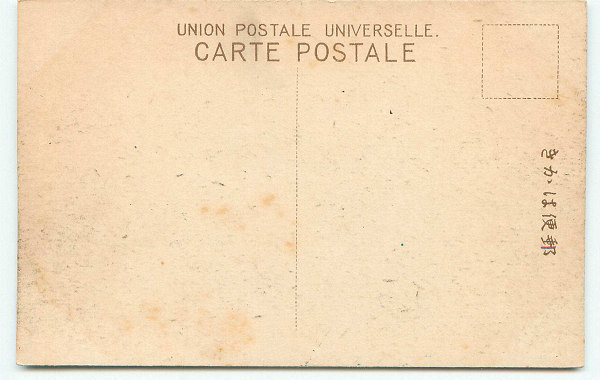 UNION POSTALE UNIVERSELLE.
CARTE POSTALE
きかは便郵